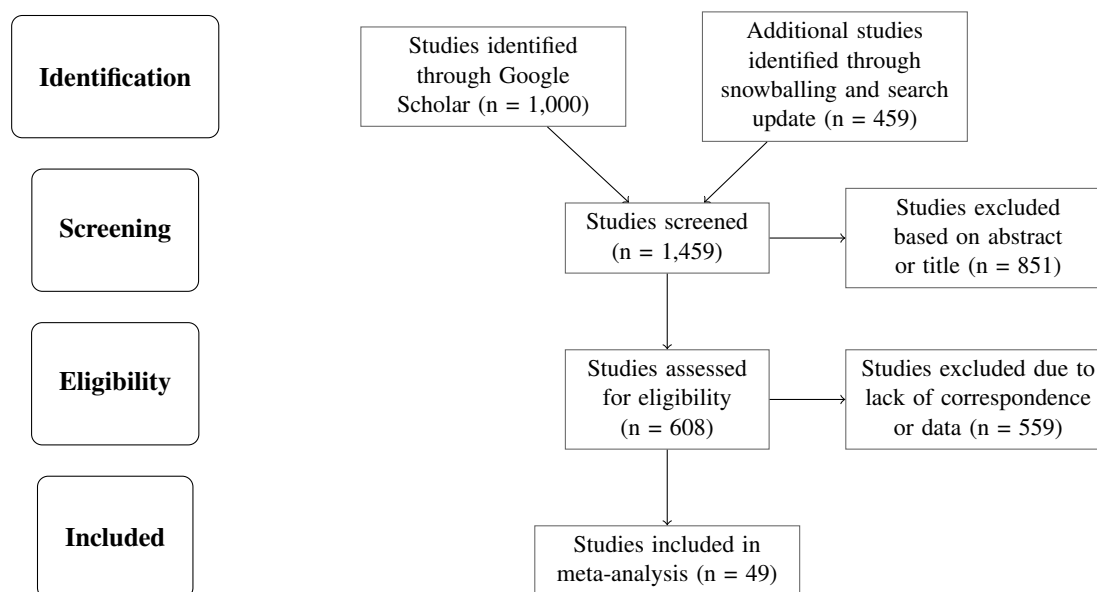 Identification
Studies identified
through Google
Scholar (n = 1,000)
Additional studies
identified through
snowballing and search
update (n = 459)
Screening
Studies screened
(n = 1,459)
Studies excluded
based on abstract
or title (n = 851)
Eligibility
Studies assessed
for eligibility
(n = 608)
Studies excluded due to
lack of correspondence
or data (n = 559)
Included
Studies included in
meta-analysis (n = 49)